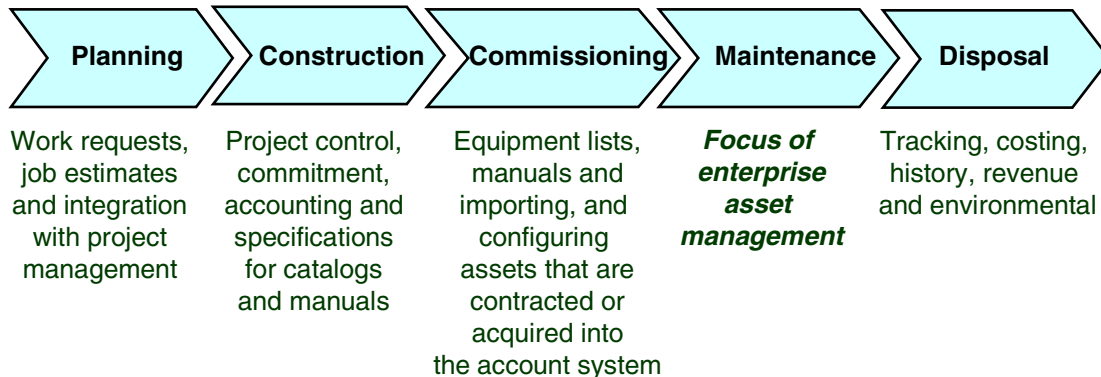 Planning
Construction
Commissioning
Maintenance
Disposal
Work requests,
job estimates
and integration
with project
management
Project control,
commitment,
accounting and
specifications
for catalogs
and manuals
Equipment lists,
manuals and
importing, and
configuring
assets that are
contracted or
acquired into
the account system
Focus of
enterprise
asset
management
Tracking, costing,
history, revenue
and environmental